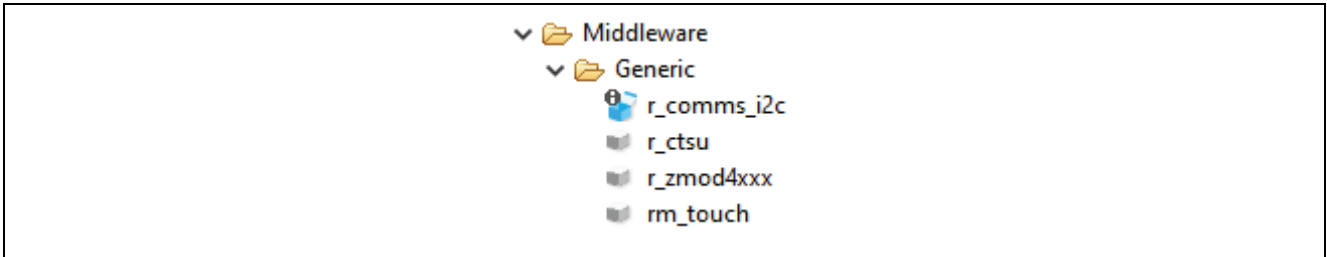 Middleware
Generic
r_comms_i2c
r_ctsu
r_zmod4xxx
rm_touch